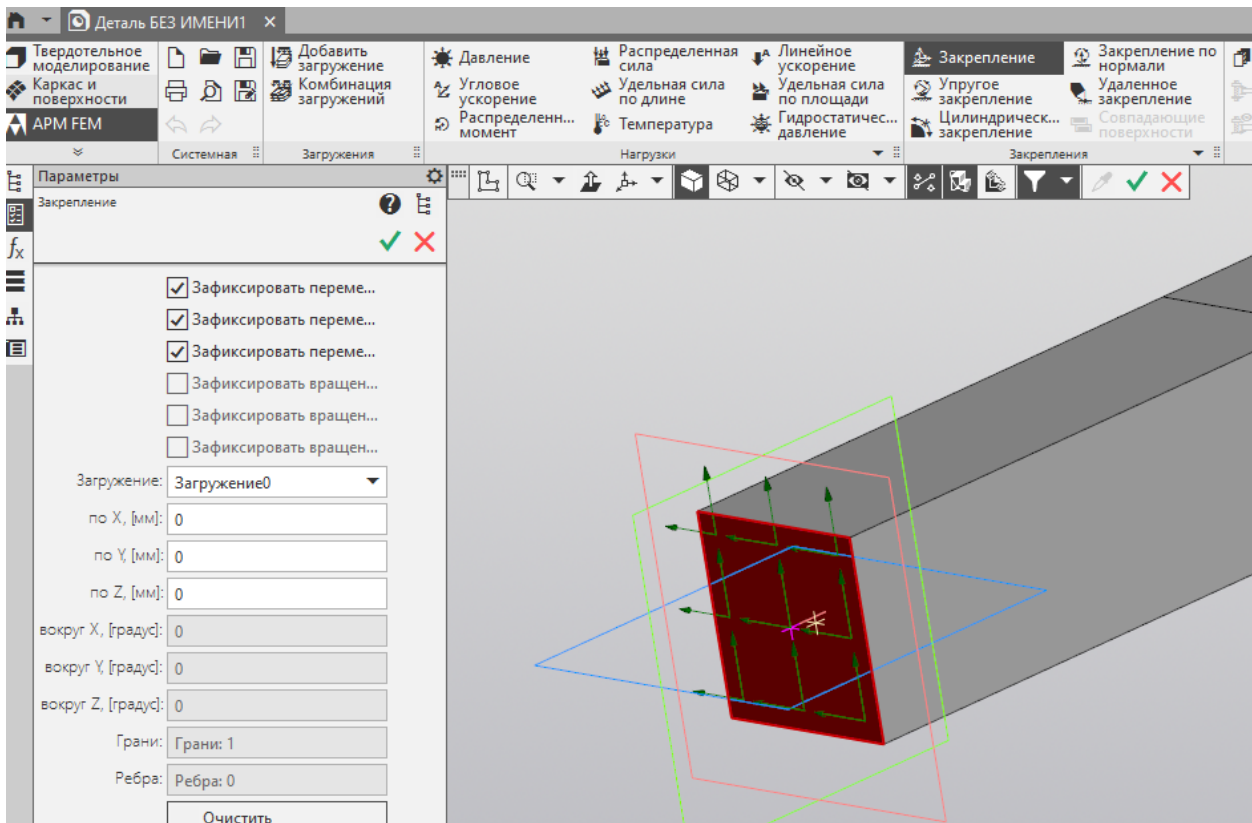 Деталь БЕЗ ИМЕНИ1
Твердотельное
моделирование
Каркас и
поверхности
APM FEM
Системная
Добавить
загружение
Комбинация
загружений
Загружения
Давление
Угловое
ускорение
Распределенн...
момент
Распределенная
сила
Удельная сила
по длине
Температура
Линейное
ускорение
Удельная сила
по площади
Гидростатичес...
давление
Нагрузки
Закрепление
Упругое
закрепление
Цилиндрическ...
закрепление
Закрепление по
нормали
Удаленное
закрепление
Совпадающие
поверхности
Закрепления
Параметры
Закрепление
Зафиксировать переме...
Зафиксировать переме...
Зафиксировать переме...
Зафиксировать вращен...
Зафиксировать вращен...
Зафиксировать вращен...
Загружение: Загружение0
по X, [мм]: 0
по Y, [мм]: 0
по Z, [мм]: 0
вокруг X, [градус]: 0
вокруг Y, [градус]: 0
вокруг Z, [градус]: 0
Грани: Грани: 1
Ребра: Ребра: 0
Очистить